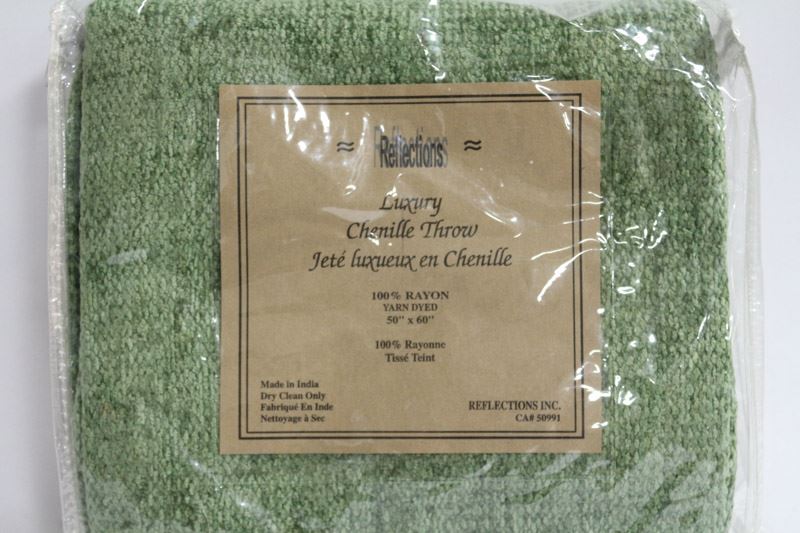 ≈ Reflections ≈
Luxury
Chenille Throw
Jeté luxueux en Chenille
100% RAYON
YARN DYED
50" x 60"
100% Rayonne
Tissé Teint
Made in India
Dry Clean Only
Fabriqué En Inde
Nettoyage à Sec
REFLECTIONS INC.
CA# 50991